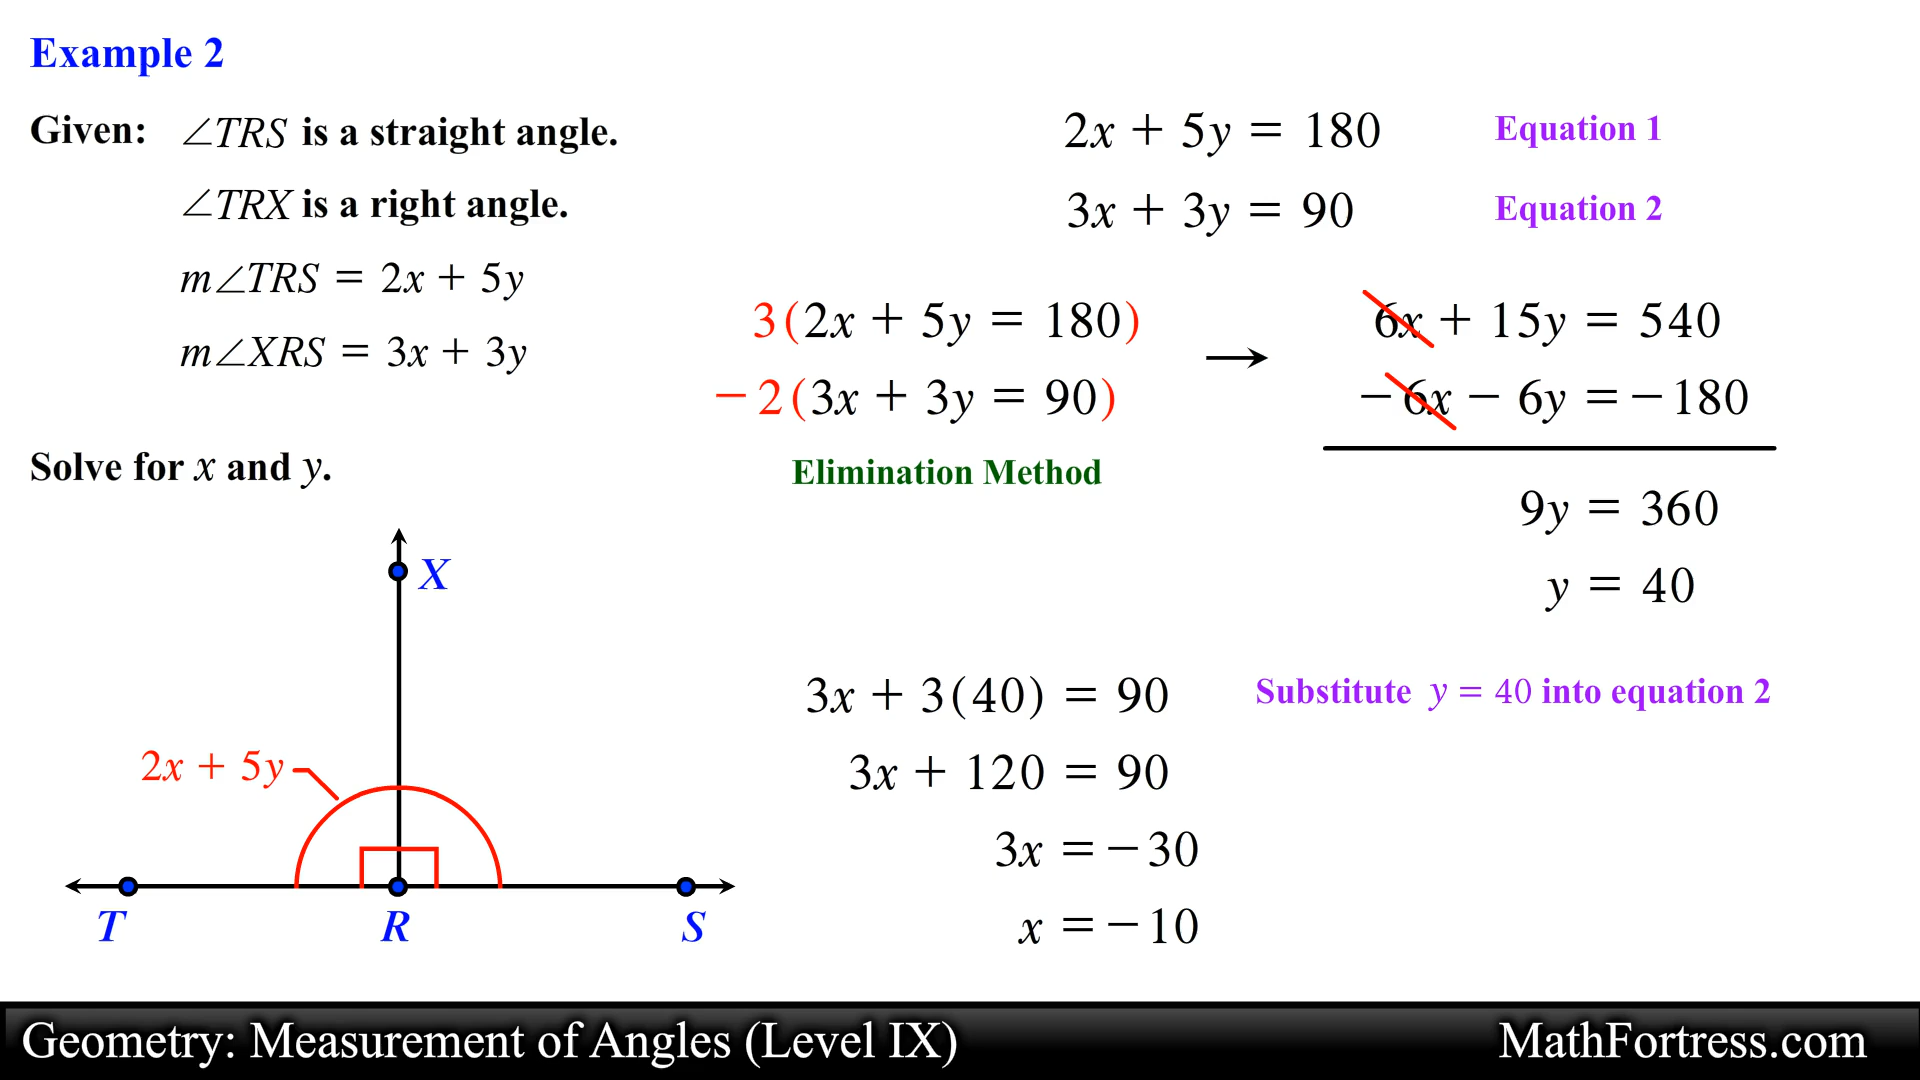 Example 2
Given: ∠TRS is a straight angle.
∠TRX is a right angle.
m∠TRS = 2x + 5y
m∠XRS = 3x + 3y
Solve for x and y.
2x + 5y = 180 Equation 1
3x + 3y = 90 Equation 2
3(2x + 5y = 180) → 6x + 15y = 540
−2(3x + 3y = 90) −6x − 6y = −180
Elimination Method
9y = 360
y = 40
3x + 3(40) = 90 Substitute y = 40 into equation 2
3x + 120 = 90
3x = −30
x = −10
X
2x + 5y
T R S
Geometry: Measurement of Angles (Level IX) MathFortress.com